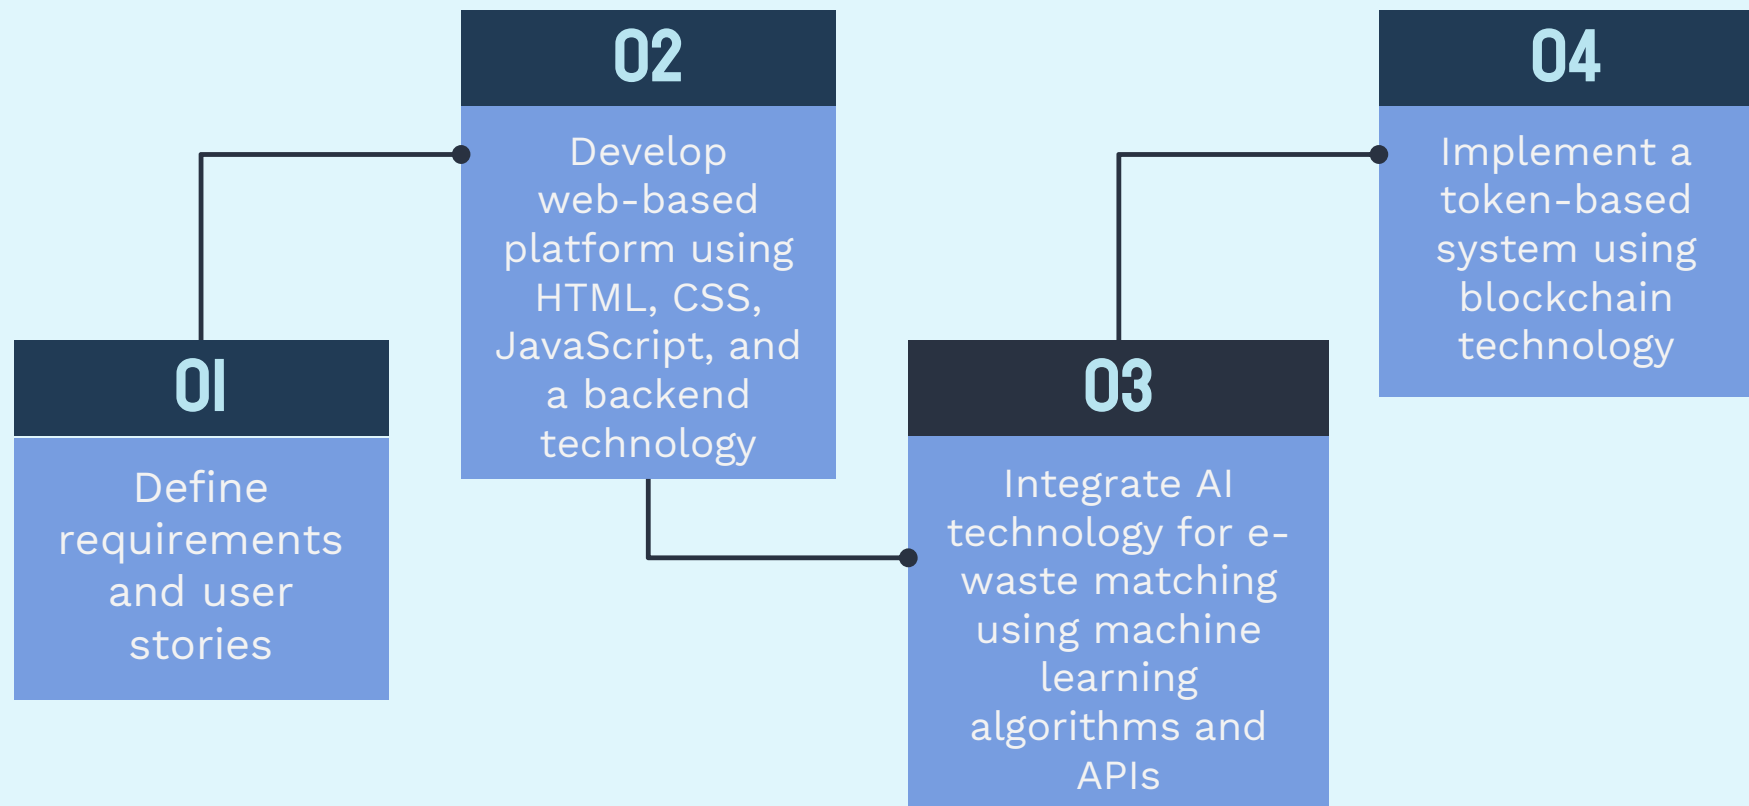 01
Define
requirements
and user
stories
02
Develop
web-based
platform using
HTML, CSS,
JavaScript, and
a backend
technology
03
Integrate AI
technology for e-
waste matching
using machine
learning
algorithms and
APIs
04
Implement a
token-based
system using
blockchain
technology